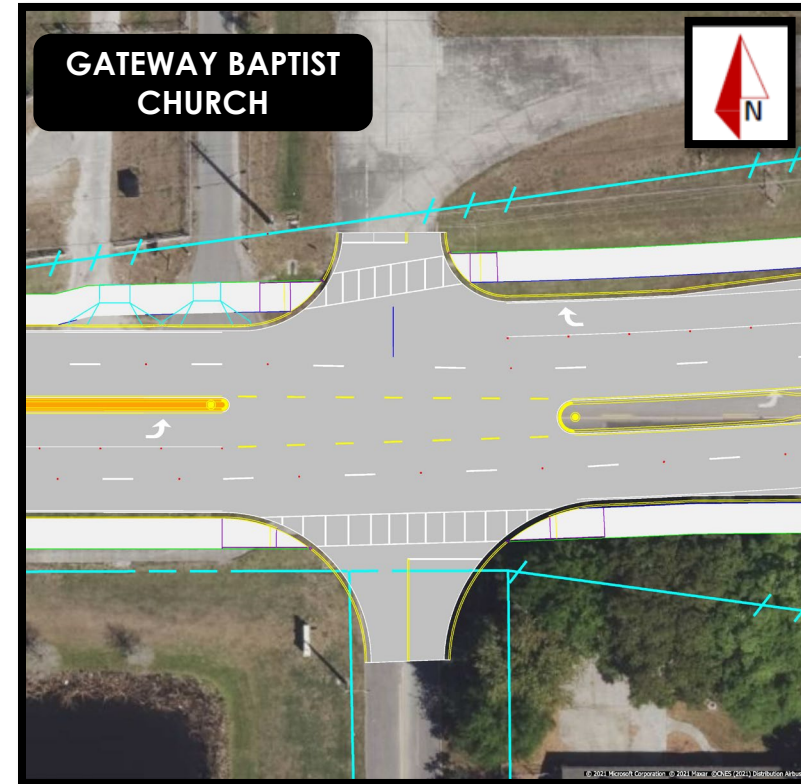 GATEWAY BAPTIST
CHURCH
N
© 2021 Microsoft Corporation © 2021 Maxar ©CNES (2021) Distribution Airbus